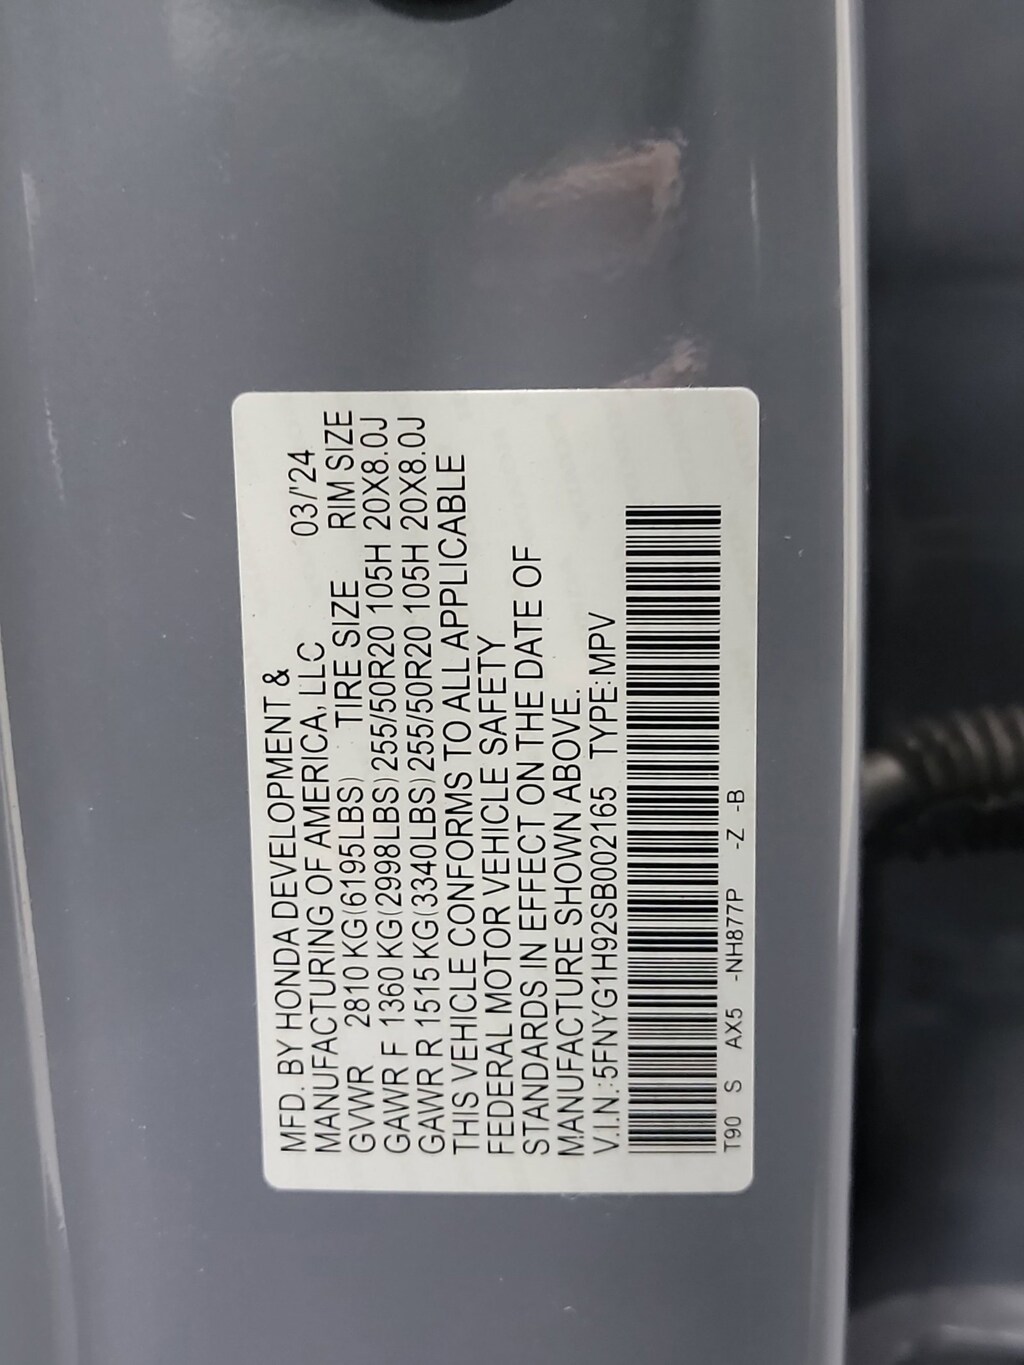 MFD. BY HONDA DEVELOPMENT &
MANUFACTURING OF AMERICA, LLC 03/'24
GVWR 2810 KG(6195LBS) TIRE SIZE RIM SIZE
GAWR F 1360 KG(2998LBS) 255/50R20 105H 20X8.0J
GAWR R 1515 KG(3340LBS) 255/50R20 105H 20X8.0J
THIS VEHICLE CONFORMS TO ALL APPLICABLE
FEDERAL MOTOR VEHICLE SAFETY
STANDARDS IN EFFECT ON THE DATE OF
MANUFACTURE SHOWN ABOVE.
V.I.N.:5FNYG1H92SB002165 TYPE:MPV
T90 S AX5 -NH877P -Z -B